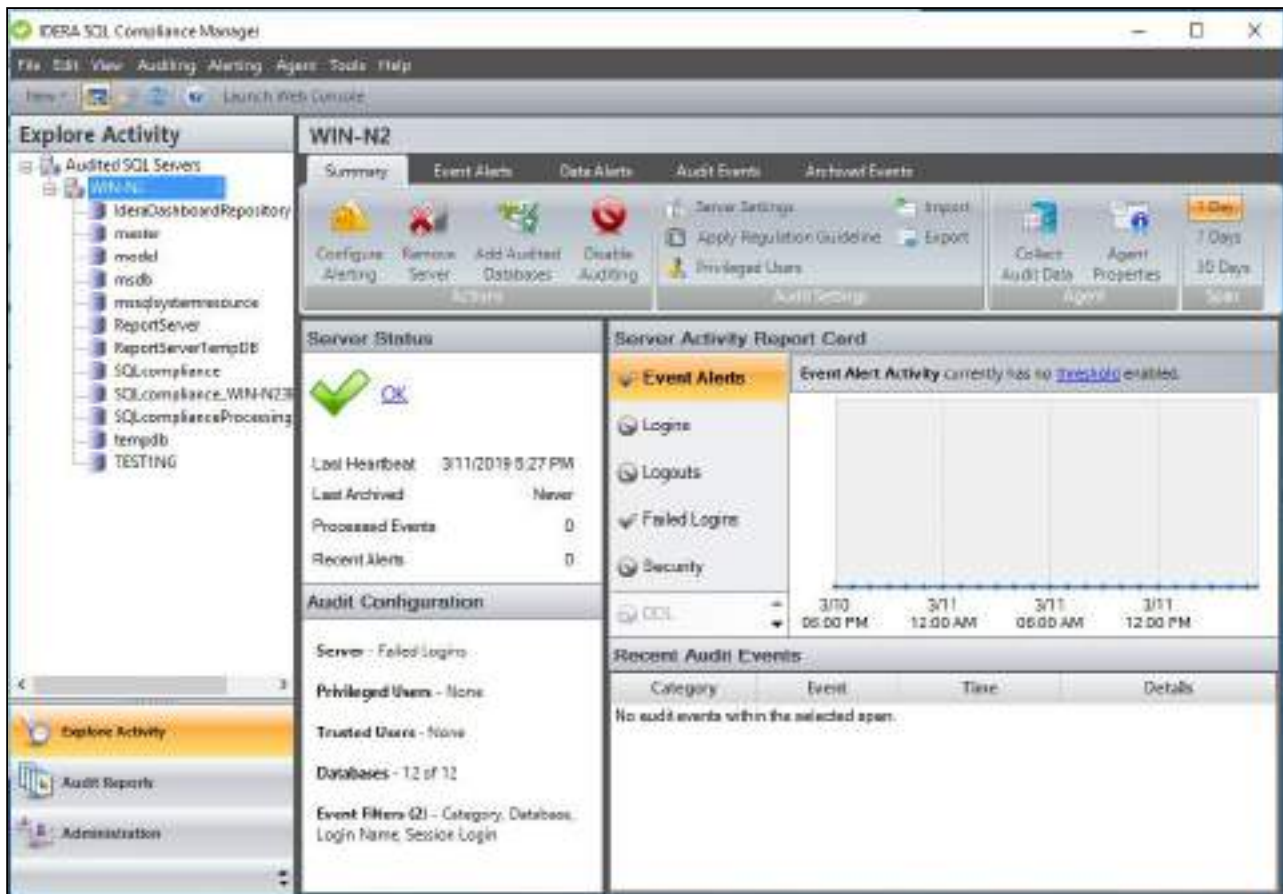 IDERA SQL Compliance Manager
File Edit View Auditing Alerting Agent Tools Help
New Launch Web Console
Explore Activity
Audited SQL Servers
WIN-N2
IderaDashboardRepository
master
model
msdb
mssqlsystemresource
ReportServer
ReportServerTempDB
SQLcompliance
SQLcompliance_WIN-N23
SQLcomplianceProcessing
tempdb
TEST1NG
Explore Activity
Audit Reports
Administration
WIN-N2
Summary Event Alerts Data Alerts Audit Events Archived Events
Configure Alerting
Remove Server
Add Audited Databases
Disable Auditing
Actions
Server Settings
Apply Regulation Guideline
Privileged Users
Import
Export
Audit Settings
Collect Audit Data
Agent Properties
Agent
1 Day
7 Days
30 Days
Span
Server Status
OK
Last Heartbeat 3/11/2019 5:27 PM
Last Archived Never
Processed Events 0
Recent Alerts 0
Audit Configuration
Server - Failed Logins
Privileged Users - None
Trusted Users - None
Databases - 12 of 12
Event Filters (2) - Category, Database,
Login Name, Session Login
Server Activity Report Card
Event Alerts
Logins
Logouts
Failed Logins
Security
DDL
Event Alert Activity currently has no threshold enabled.
3/10 3/11 3/11 3/11
06:00 PM 12:00 AM 06:00 AM 12:00 PM
Recent Audit Events
Category Event Time Details
No audit events within the selected span.